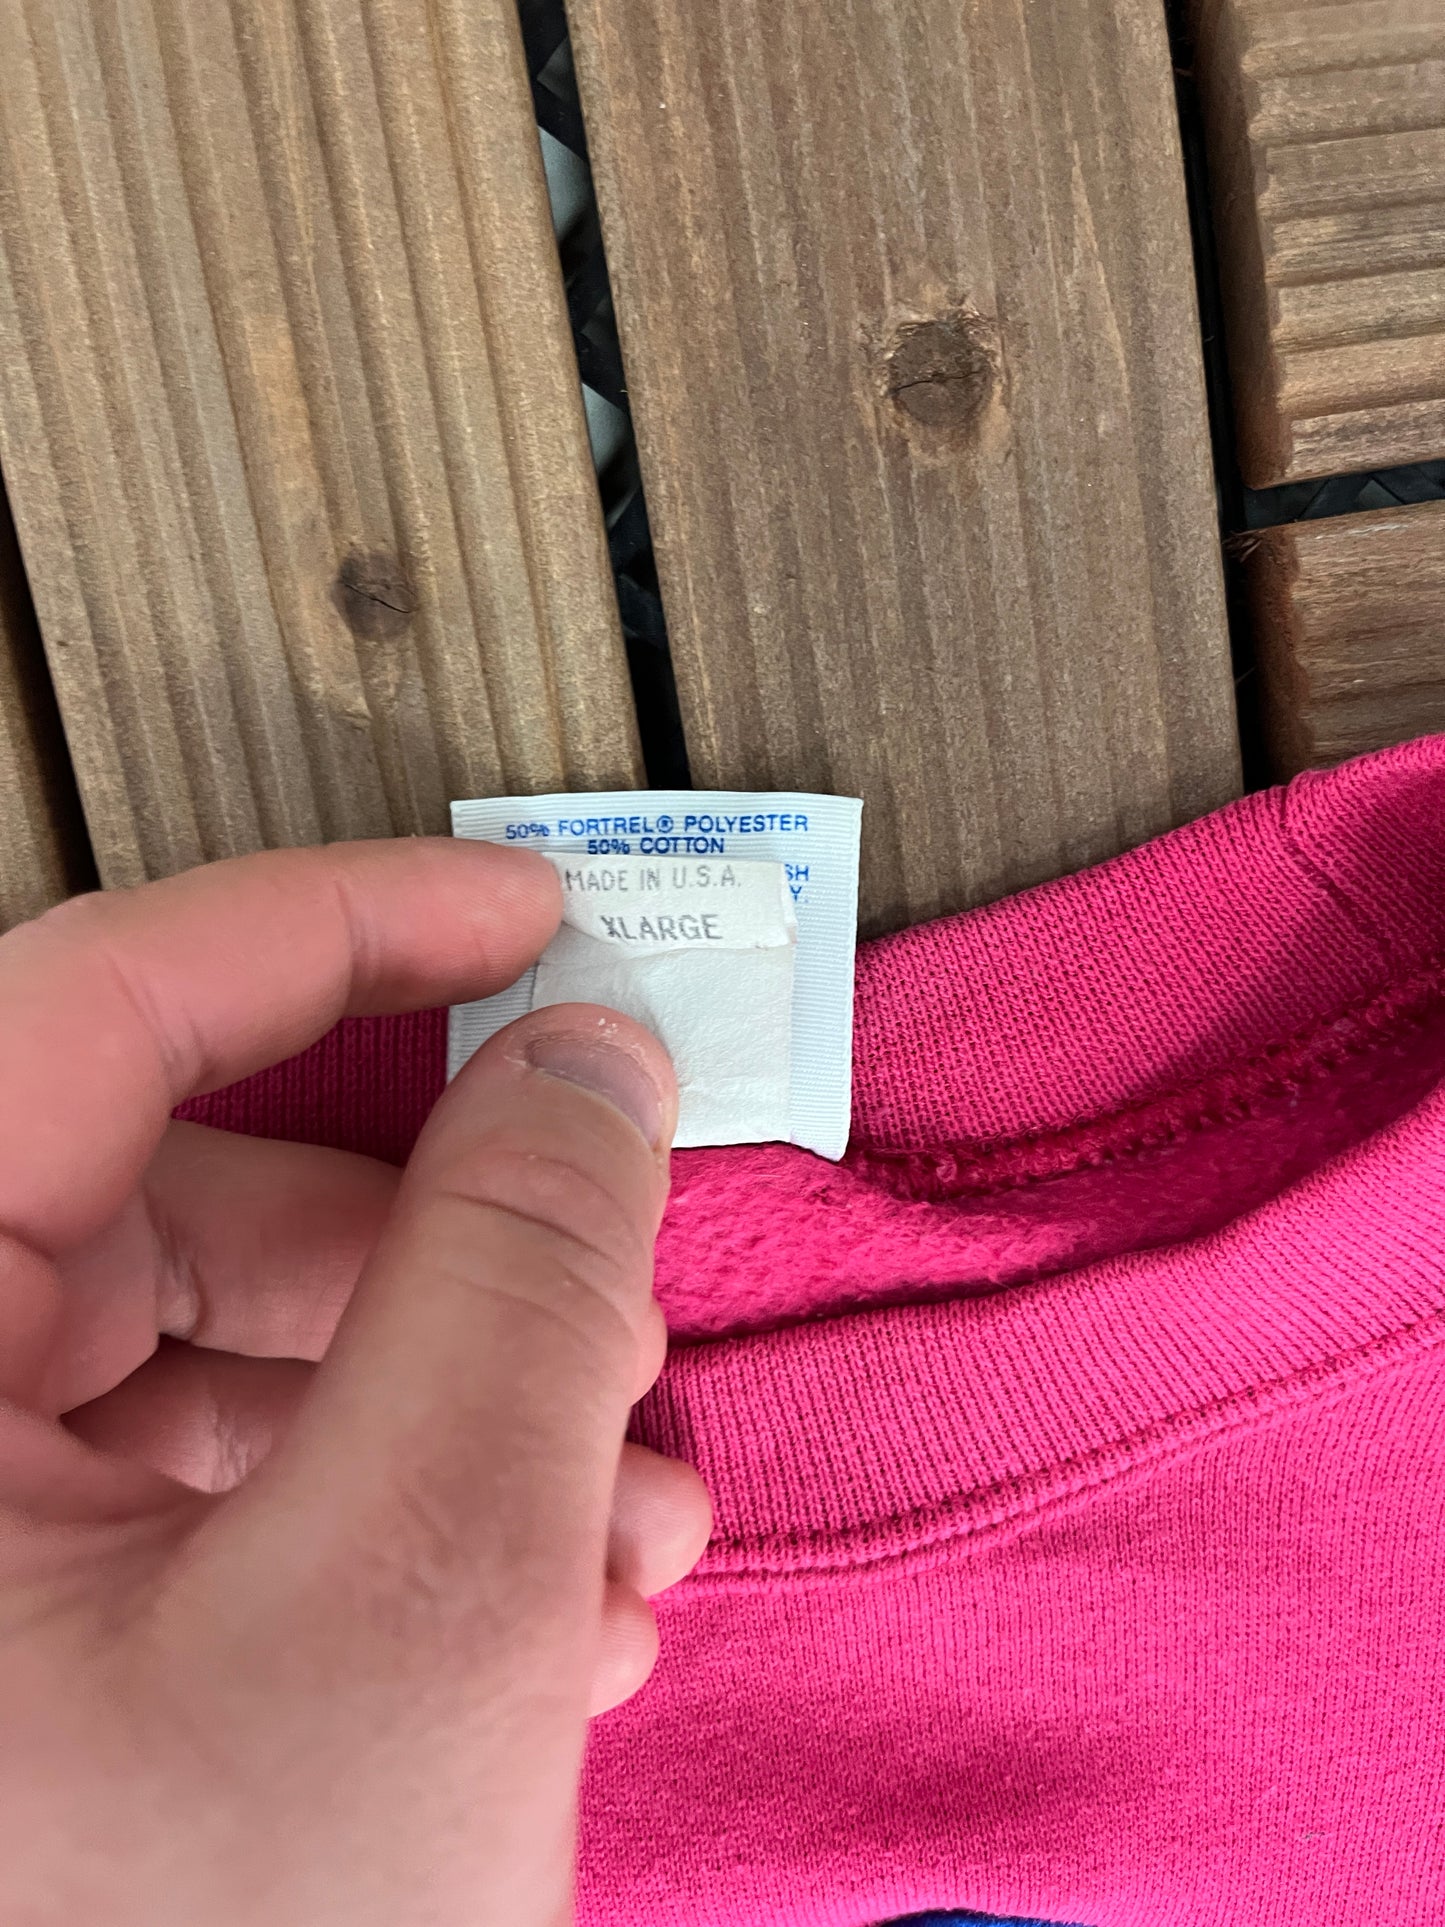 50% FORTREL® POLYESTER
50% COTTON
MADE IN U.S.A.
XLARGE